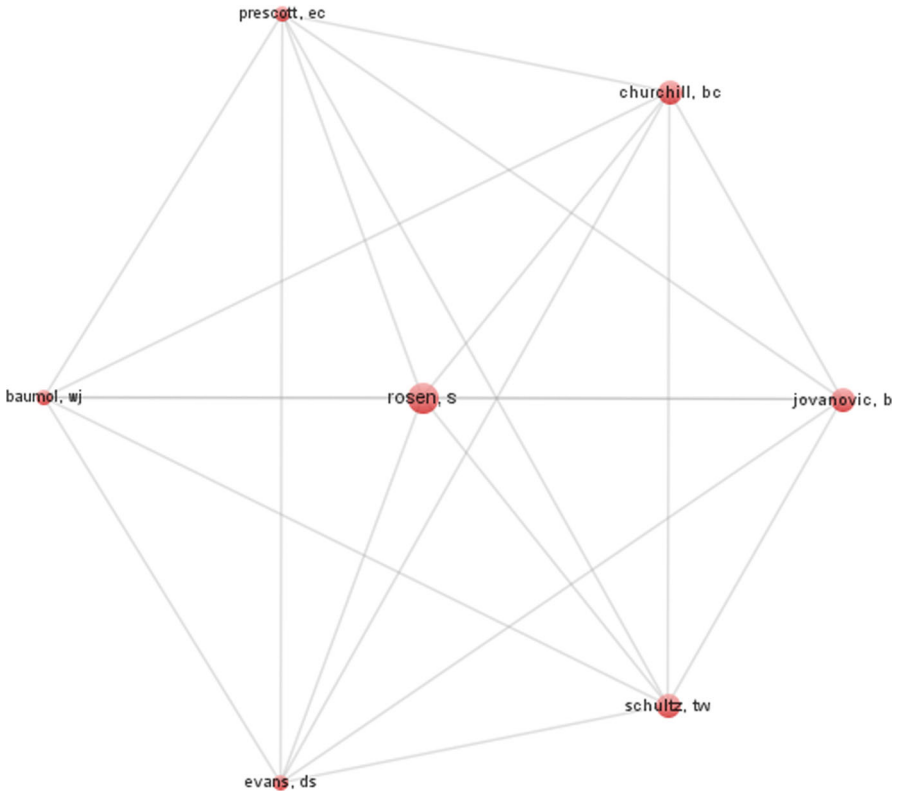 prescott, ec
churchill, bc
baumol, wj
rosen, s
jovanovic, b
schultz, tw
evans, ds